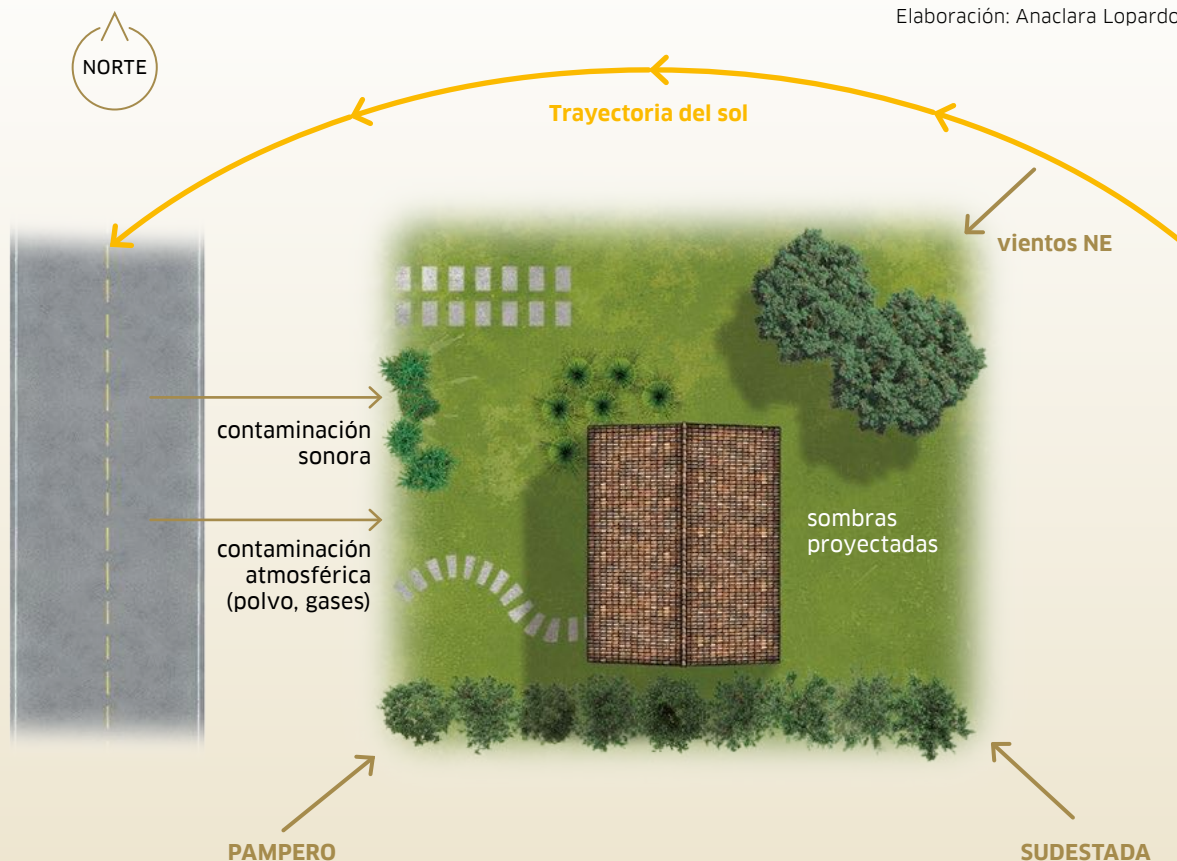 Elaboración: Anaclara Lopardo
NORTE
Trayectoria del sol
vientos NE
contaminación
sonora
sombras
proyectadas
contaminación
atmosférica
(polvo, gases)
PAMPERO
SUDESTADA